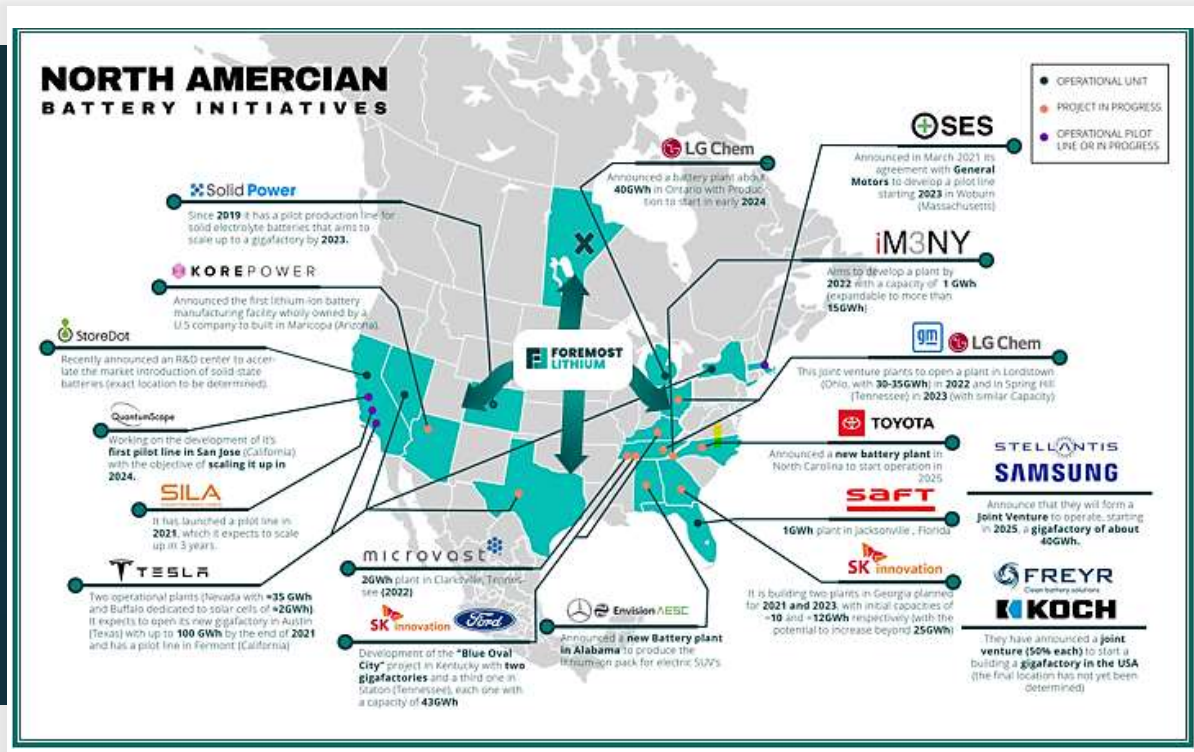 NORTH AMERCIAN
BATTERY INITIATIVES
OPERATIONAL UNIT
PROJECT IN PROGRESS
OPERATIONAL PILOT
LINE OR IN PROGRESS
SES
Announced in March 2021 its
agreement with General
Motors to develop a pilot line
starting 2023 in Woburn
(Massachusetts)
LG Chem
Announced a battery plant about
40GWh in Ontario with Produc-
tion to start in early 2024
Solid Power
Since 2019 it has a pilot production line for
solid electrolyte batteries that aims to
scale up to a gigafactory by 2023.
iM3NY
Aims to develop a plant by
2022 with a capacity of 1 GWh
(expandable to more than
15GWh)
KOREPOWER
Announced the first lithium-ion battery
manufacturing facility wholly owned by a
U.S company to built in Maricopa (Arizona).
StoreDot
Recently announced an R&D center to accer-
late the market introduction of solid-state
batteries (exact location to be determined).
FOREMOST
LITHIUM
gm LG Chem
This joint venture plants to open a plant in Lordstown
(Ohio, with 30-35GWh) in 2022 and in Spring Hill
(Tennessee) in 2023 (with similar Capacity)
QuantumScape
Working on the development of it's
first pilot line in San Jose (California)
with the objective of scaling it up in
2024.
TOYOTA
Announced a new battery plant in
North Carolina to start operation in
2025
STELLANTIS
SAMSUNG
Announce that they will form a
Joint Venture to operate, starting
in 2025, a gigafactory of about
40GWh.
SILA
It has launched a pilot line in
2021, which it expects to scale
up in 3 years.
saft
1GWh plant in Jacksonville, Florida
microvast
2GWh plant in Clarksville, Trennes-
see (2022)
TESLA
Two operational plants (Nevada with ≈35 GWh
and Buffalo dedicated to solar cells of ≈2GWh)
It expects to open its new gigafactory in Austin
(Texas) with up to 100 GWh by the end of 2021
and has a pilot line in Fermont (California)
SK innovation
It is building two plants in Georgia planned
for 2021 and 2023, with initial capacities of
≈10 and ≈12GWh respectively (with the
potential to increase beyond 25GWh)
FREYR
Clean battery solutions
KOCH
They have announced a joint
venture (50% each) to start a
building a gigafactory in the USA
(the final location has not yet been
determined)
SK innovation Ford
Development of the "Blue Oval
City" project in Kentucky with two
gigafactories and a third one in
Staton (Tennessee), each one with
a capacity of 43GWh
Envision AESC
Announced a new Battery plant
in Alabama to produce the
lithium-ion pack for electric SUV's